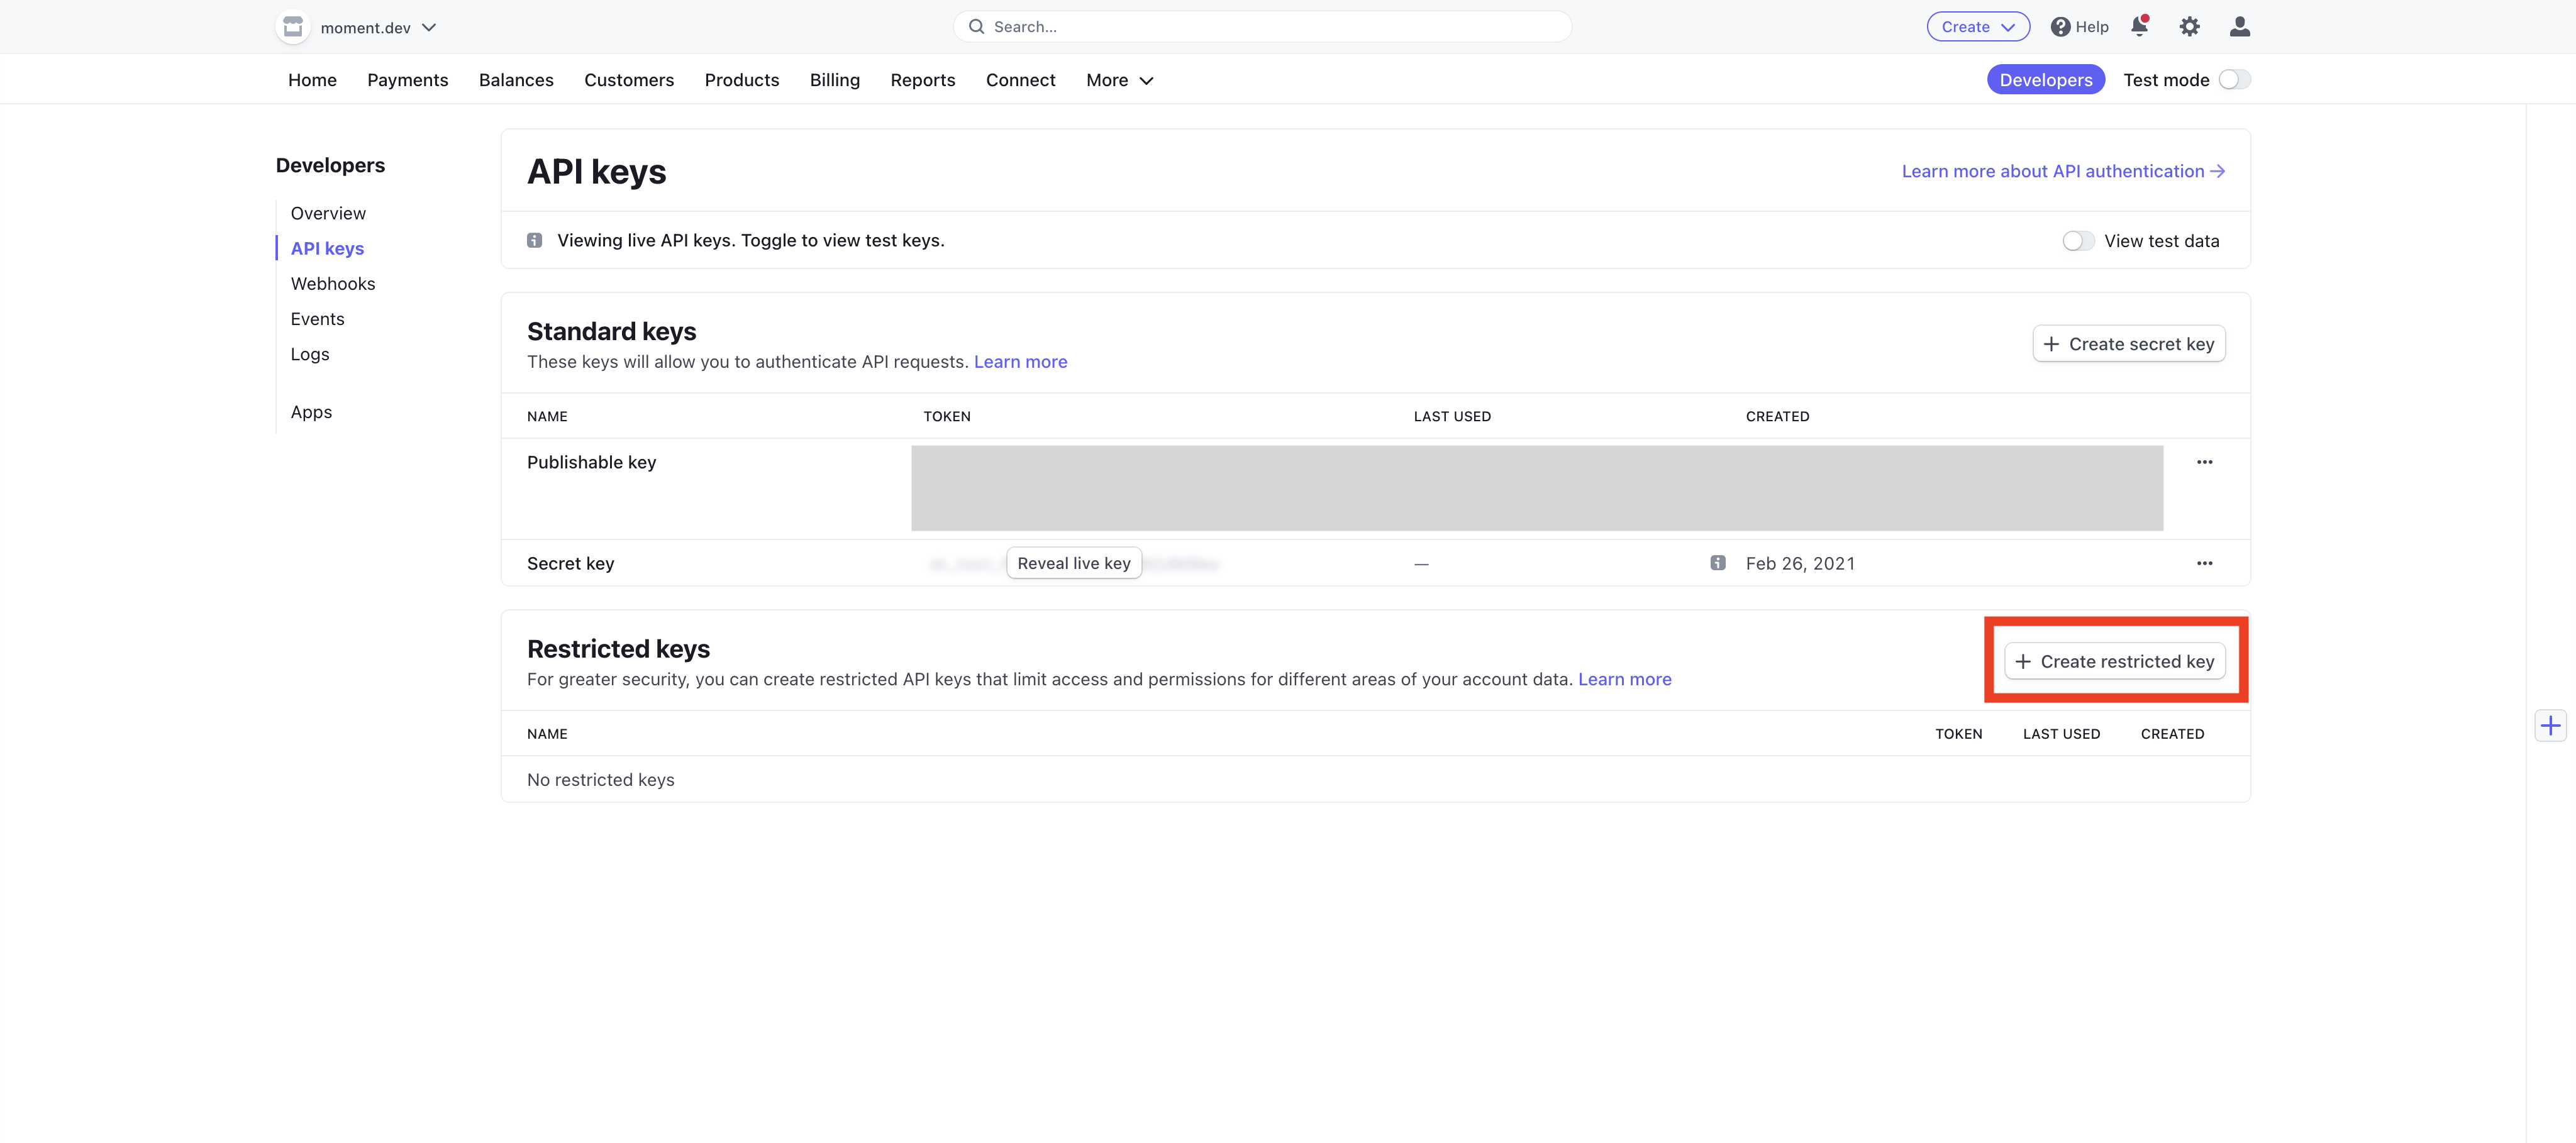 moment.dev
Search...
Create
Help
Home Payments Balances Customers Products Billing Reports Connect More
Developers Test mode
Developers
Overview
API keys
Webhooks
Events
Logs
Apps
API keys
Learn more about API authentication →
Viewing live API keys. Toggle to view test keys.
View test data
Standard keys
These keys will allow you to authenticate API requests. Learn more
+ Create secret key
NAME TOKEN LAST USED CREATED
Publishable key
Secret key Reveal live key — Feb 26, 2021
Restricted keys
For greater security, you can create restricted API keys that limit access and permissions for different areas of your account data. Learn more
+ Create restricted key
NAME TOKEN LAST USED CREATED
No restricted keys